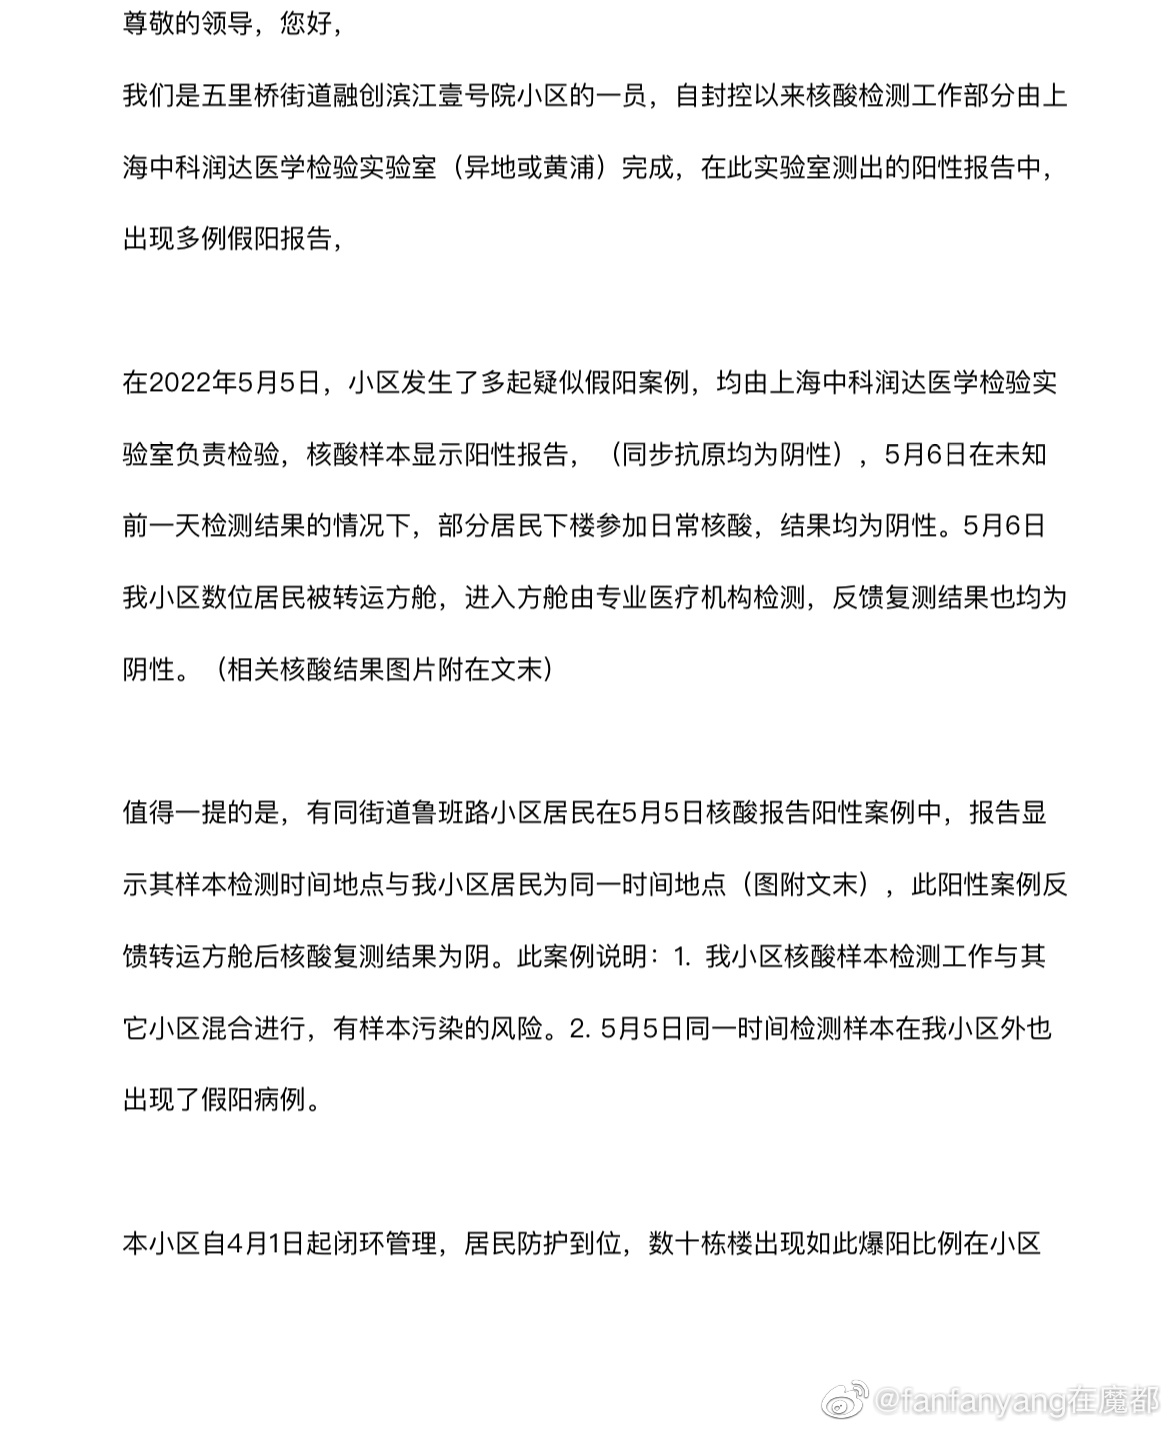 尊敬的领导，您好，
我们是五里桥街道融创滨江壹号院小区的一员，自封控以来核酸检测工作部分由上
海中科润达医学检验实验室（异地或黄浦）完成，在此实验室测出的阳性报告中，
出现多例假阳报告，
在2022年5月5日，小区发生了多起疑似假阳案例，均由上海中科润达医学检验实
验室负责检验，核酸样本显示阳性报告，（同步抗原均为阴性），5月6日在未知
前一天检测结果的情况下，部分居民下楼参加日常核酸，结果均为阴性。5月6日
我小区数位居民被转运方舱，进入方舱由专业医疗机构检测，反馈复测结果也均为
阴性。（相关核酸结果图片附在文末）
值得一提的是，有同街道鲁班路小区居民在5月5日核酸报告阳性案例中，报告显
示其样本检测时间地点与我小区居民为同一时间地点（图附文末），此阳性案例反
馈转运方舱后核酸复测结果为阴。此案例说明：1. 我小区核酸样本检测工作与其
它小区混合进行，有样本污染的风险。2. 5月5日同一时间检测样本在我小区外也
出现了假阳病例。
本小区自4月1日起闭环管理，居民防护到位，数十栋楼出现如此爆阳比例在小区
@fanfanyang在魔都